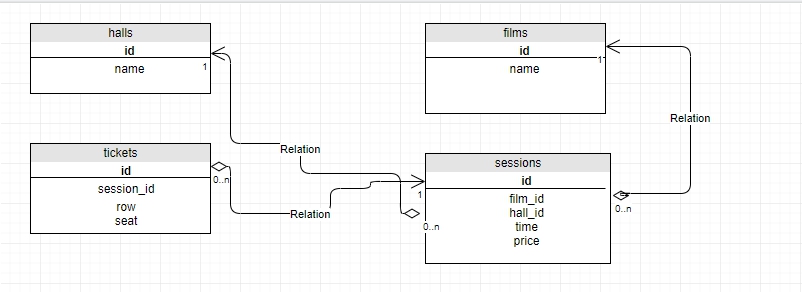 halls
id
name
1
films
id
name
1
Relation
Relation
tickets
id
session_id
row
seat
0..n
Relation
sessions
id
film_id
hall_id
time
price
1
0..n
0..n